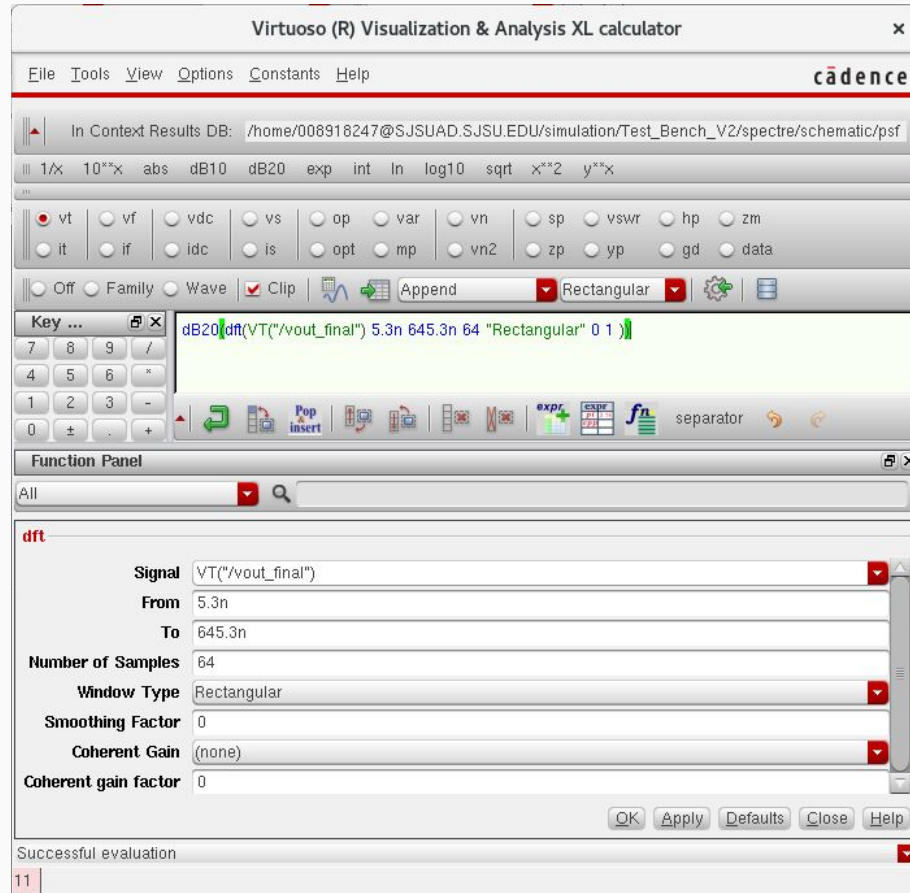 Virtuoso (R) Visualization & Analysis XL calculator ×
File Tools View Options Constants Help cādence
In Context Results DB: /home/008918247@SJSUAD.SJSU.EDU/simulation/Test_Bench_V2/spectre/schematic/psf
1/x 10**x abs dB10 dB20 exp int ln log10 sqrt x**2 y**x
vt vf vdc vs op var vn sp vswr hp zm
it if idc is opt mp vn2 zp yp gd data
Off Family Wave Clip Append Rectangular
Key ...
dB20(dft(VT("/vout_final") 5.3n 645.3n 64 "Rectangular" 0 1 ))
7 8 9 /
4 5 6 *
1 2 3 -
0 ± . +
Pop insert expr expr fn separator
Function Panel
All
dft
Signal VT("/vout_final")
From 5.3n
To 645.3n
Number of Samples 64
Window Type Rectangular
Smoothing Factor 0
Coherent Gain (none)
Coherent gain factor 0
OK Apply Defaults Close Help
Successful evaluation
11